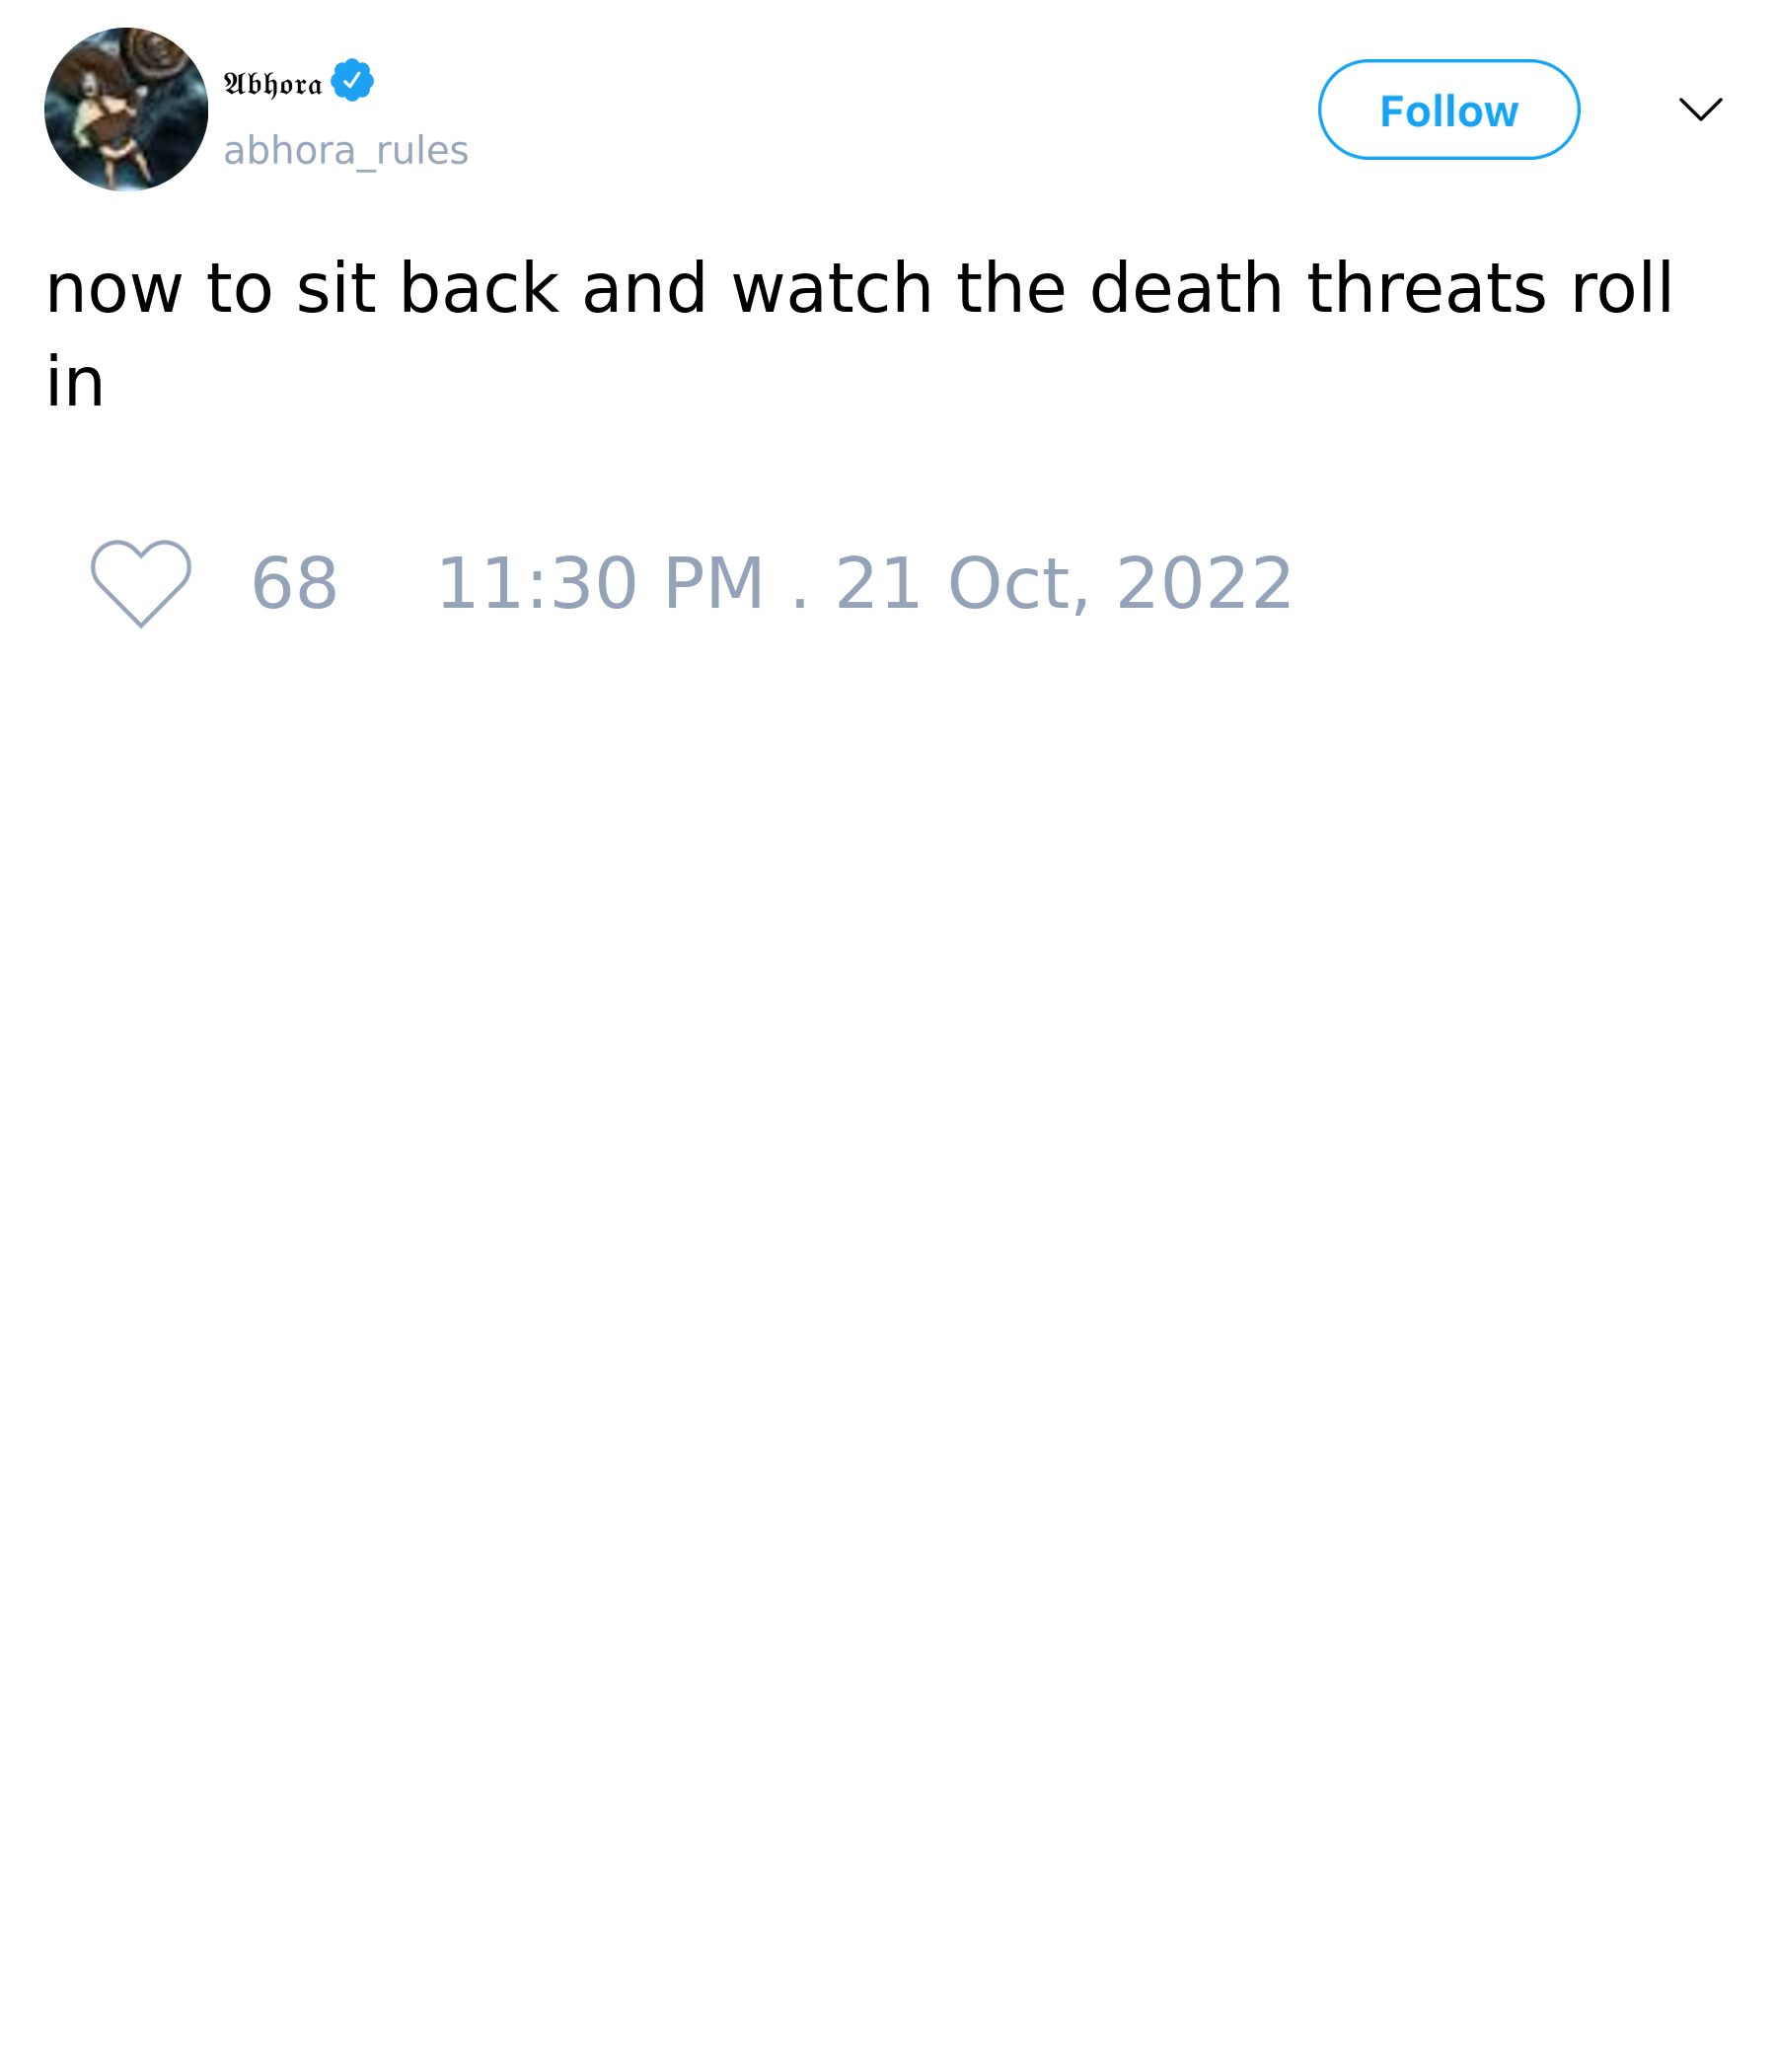 𝕬𝖇𝖍𝖔𝖗𝖆
abhora_rules
Follow
now to sit back and watch the death threats roll
in
68 11:30 PM . 21 Oct, 2022